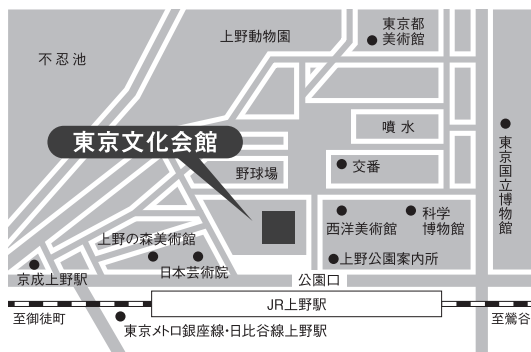 東京都
美術館
上野動物園
不忍池
噴水
東京文化会館
交番
東京国立博物館
野球場
西洋美術館
科学
博物館
上野の森美術館
日本芸術院
上野公園案内所
京成上野駅
公園口
JR上野駅
至御徒町
至鶯谷
東京メトロ銀座線・日比谷線上野駅